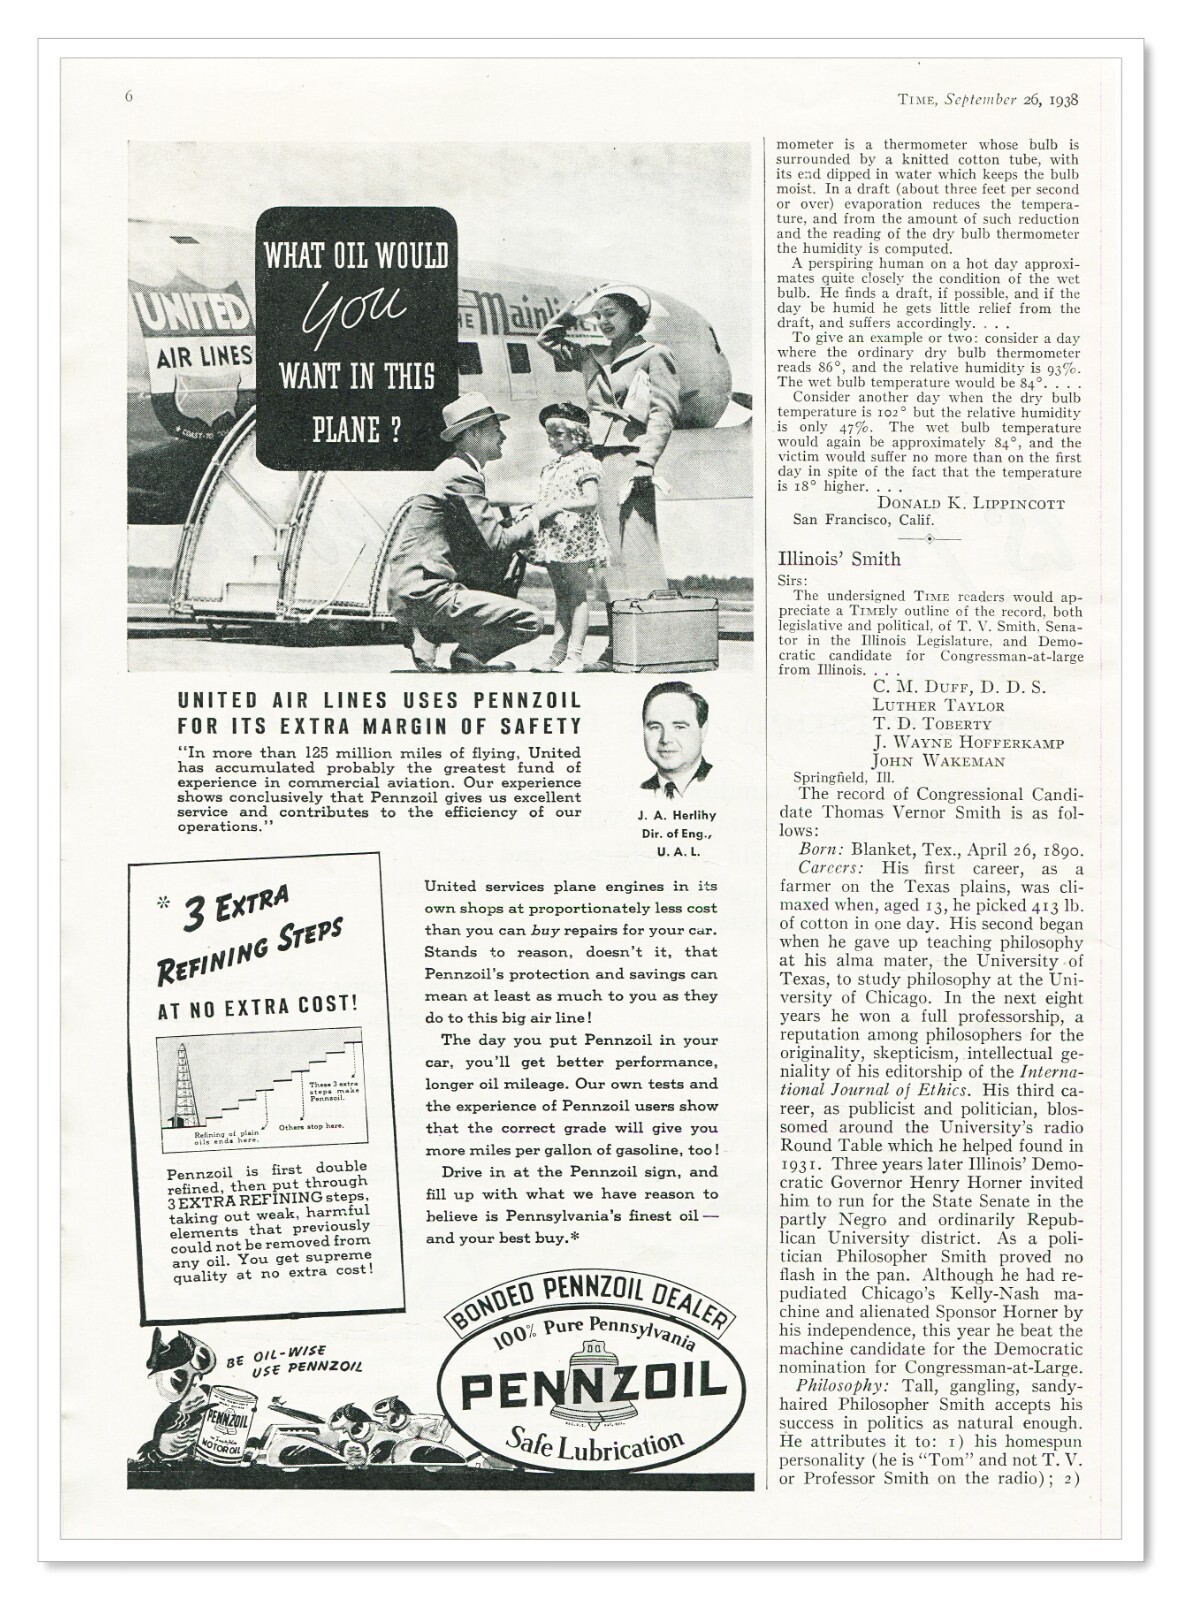 6
TIME, September 26, 1938
WHAT OIL WOULD
you
WANT IN THIS
PLANE ?
UNITED
AIR LINES
THE Mainliner
UNITED AIR LINES USES PENNZOIL
FOR ITS EXTRA MARGIN OF SAFETY
"In more than 125 million miles of flying, United
has accumulated probably the greatest fund of
experience in commercial aviation. Our experience
shows conclusively that Pennzoil gives us excellent
service and contributes to the efficiency of our
operations."
J. A. Herlihy
Dir. of Eng.,
U. A. L.
* 3 EXTRA
REFINING STEPS
AT NO EXTRA COST!
These 3 extra
steps make
Pennzoil.
Refining of plain
oils ends here.
Others stop here.
Pennzoil is first double
refined, then put through
3 EXTRA REFINING steps,
taking out weak, harmful
elements that previously
could not be removed from
any oil. You get supreme
quality at no extra cost!
United services plane engines in its
own shops at proportionately less cost
than you can buy repairs for your car.
Stands to reason, doesn't it, that
Pennzoil's protection and savings can
mean at least as much to you as they
do to this big air line!
The day you put Pennzoil in your
car, you'll get better performance,
longer oil mileage. Our own tests and
the experience of Pennzoil users show
that the correct grade will give you
more miles per gallon of gasoline, too!
Drive in at the Pennzoil sign, and
fill up with what we have reason to
believe is Pennsylvania's finest oil—
and your best buy.*
BE OIL-WISE
USE PENNZOIL
PENNZOIL
MOTOR OIL
BONDED PENNZOIL DEALER
100% Pure Pennsylvania
PENNZOIL
Safe Lubrication
mometer is a thermometer whose bulb is
surrounded by a knitted cotton tube, with
its end dipped in water which keeps the bulb
moist. In a draft (about three feet per second
or over) evaporation reduces the tempera-
ture, and from the amount of such reduction
and the reading of the dry bulb thermometer
the humidity is computed.
A perspiring human on a hot day approxi-
mates quite closely the condition of the wet
bulb. He finds a draft, if possible, and if the
day be humid he gets little relief from the
draft, and suffers accordingly. . . .
To give an example or two: consider a day
where the ordinary dry bulb thermometer
reads 86°, and the relative humidity is 93%.
The wet bulb temperature would be 84°. . . .
Consider another day when the dry bulb
temperature is 102° but the relative humidity
is only 47%. The wet bulb temperature
would again be approximately 84°, and the
victim would suffer no more than on the first
day in spite of the fact that the temperature
is 18° higher. . . .
DONALD K. LIPPINCOTT
San Francisco, Calif.
Illinois' Smith
Sirs:
The undersigned TIME readers would ap-
preciate a TIMEly outline of the record, both
legislative and political, of T. V. Smith, Sena-
tor in the Illinois Legislature, and Demo-
cratic candidate for Congressman-at-large
from Illinois. . . .
C. M. DUFF, D. D. S.
LUTHER TAYLOR
T. D. TOBERTY
J. WAYNE HOFFERKAMP
JOHN WAKEMAN
Springfield, Ill.
The record of Congressional Candi-
date Thomas Vernor Smith is as fol-
lows:
Born: Blanket, Tex., April 26, 1890.
Careers: His first career, as a
farmer on the Texas plains, was cli-
maxed when, aged 13, he picked 413 lb.
of cotton in one day. His second began
when he gave up teaching philosophy
at his alma mater, the University of
Texas, to study philosophy at the Uni-
versity of Chicago. In the next eight
years he won a full professorship, a
reputation among philosophers for the
originality, skepticism, intellectual ge-
niality of his editorship of the Interna-
tional Journal of Ethics. His third ca-
reer, as publicist and politician, blos-
somed around the University's radio
Round Table which he helped found in
1931. Three years later Illinois' Demo-
cratic Governor Henry Horner invited
him to run for the State Senate in the
partly Negro and ordinarily Repub-
lican University district. As a poli-
tician Philosopher Smith proved no
flash in the pan. Although he had re-
pudiated Chicago's Kelly-Nash ma-
chine and alienated Sponsor Horner by
his independence, this year he beat the
machine candidate for the Democratic
nomination for Congressman-at-Large.
Philosophy: Tall, gangling, sandy-
haired Philosopher Smith accepts his
success in politics as natural enough.
He attributes it to: 1) his homespun
personality (he is "Tom" and not T. V.
or Professor Smith on the radio); 2)